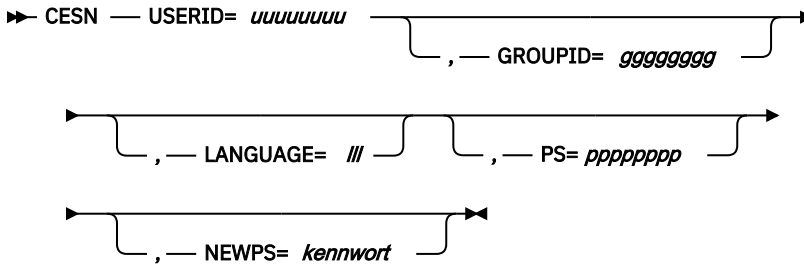 CESN USERID= uuuuuuuu
, GROUPID= gggggggg
, LANGUAGE= lll , PS= pppppppp
, NEWPS= kennwort